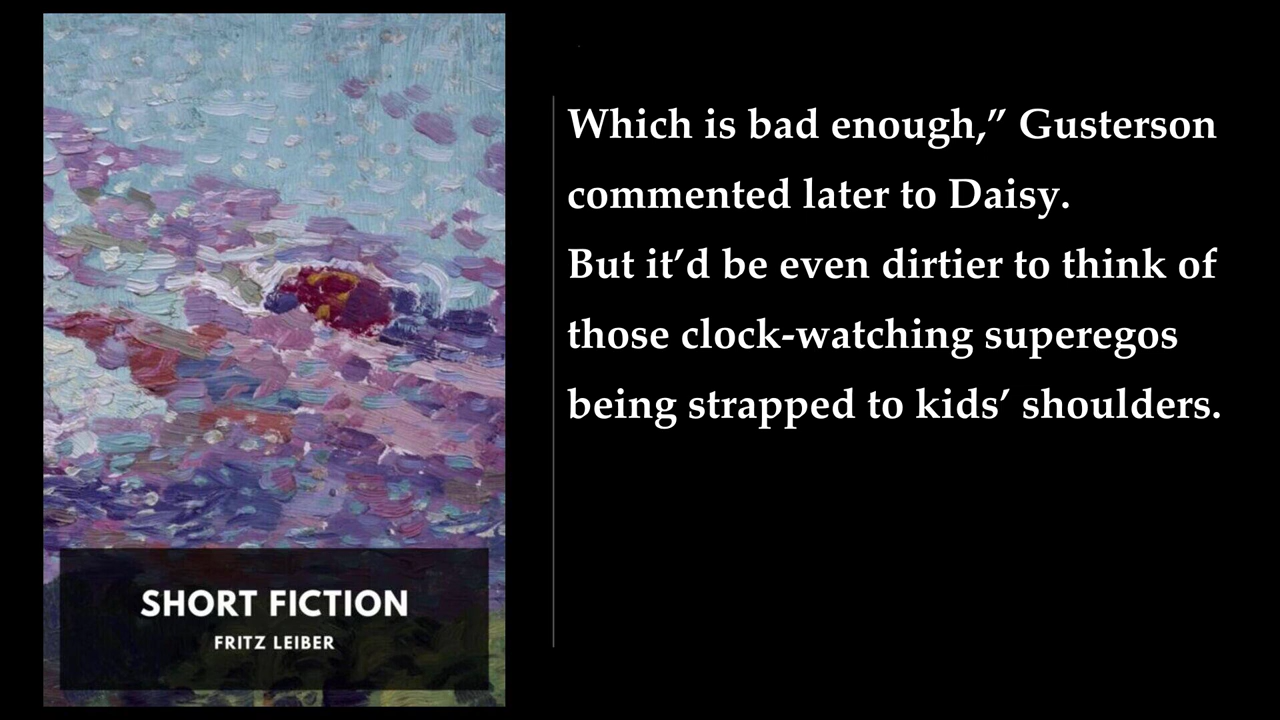 Which is bad enough,” Gusterson
commented later to Daisy.
But it’d be even dirtier to think of
those clock-watching superegos
being strapped to kids’ shoulders.
SHORT FICTION
FRITZ LEIBER